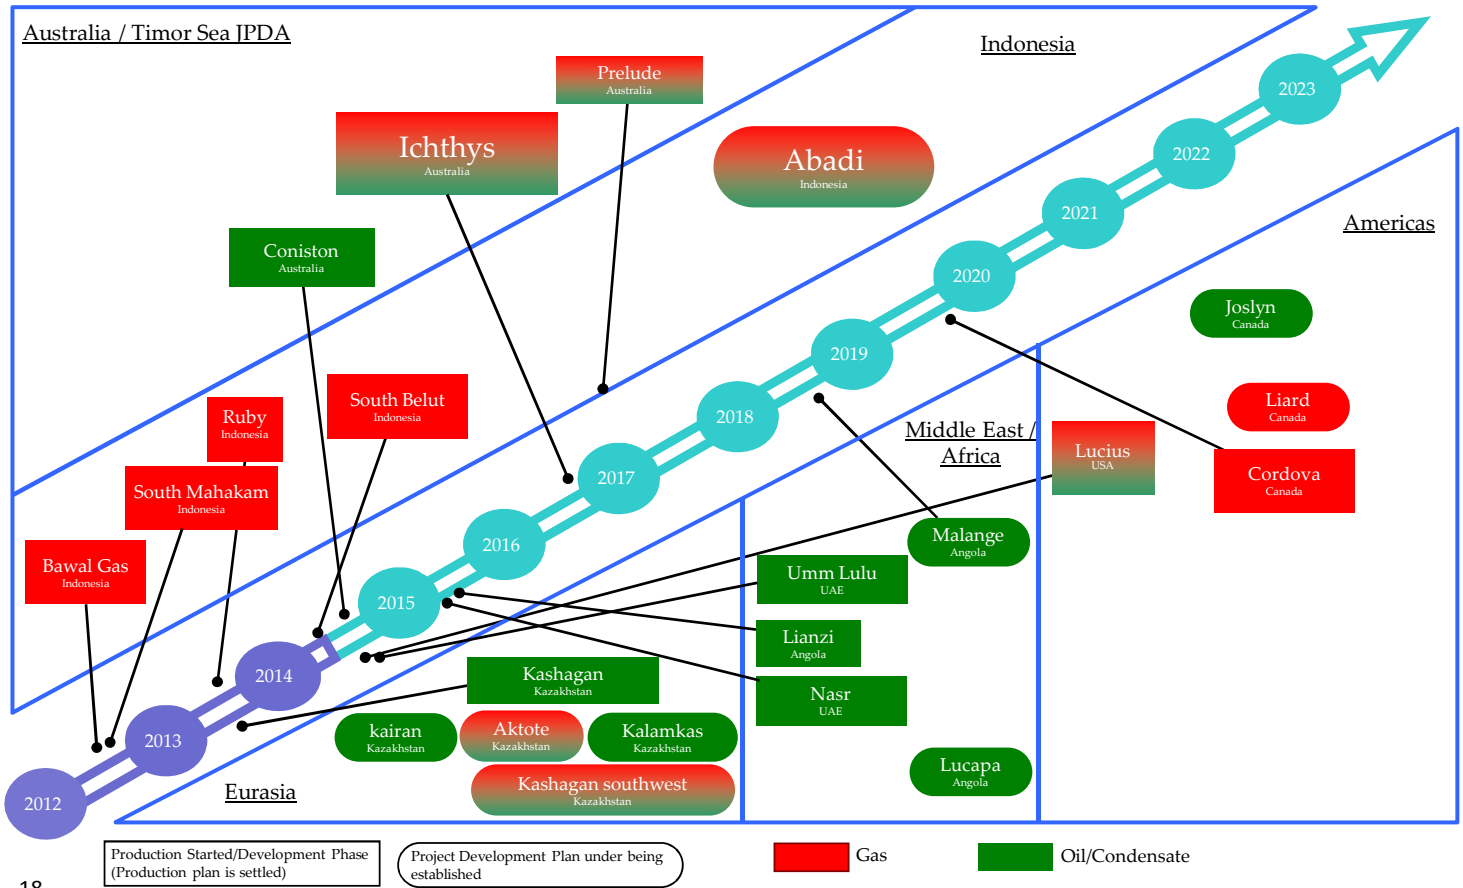 Australia / Timor Sea JPDA
Indonesia
Prelude
Australia
Ichthys
Australia
Abadi
Indonesia
Coniston
Australia
South Belut
Indonesia
Ruby
Indonesia
South Mahakam
Indonesia
Bawal Gas
Indonesia
2012
2013
2014
2015
2016
2017
2018
2019
2020
2021
2022
2023
Americas
Joslyn
Canada
Liard
Canada
Cordova
Canada
Lucius
USA
Middle East /
Africa
Malange
Angola
Umm Lulu
UAE
Lianzi
Angola
Nasr
UAE
Lucapa
Angola
Kashagan
Kazakhstan
kairan
Kazakhstan
Aktote
Kazakhstan
Kalamkas
Kazakhstan
Kashagan southwest
Kazakhstan
Eurasia
Production Started/Development Phase
(Production plan is settled)
Project Development Plan under being
established
Gas
Oil/Condensate
18